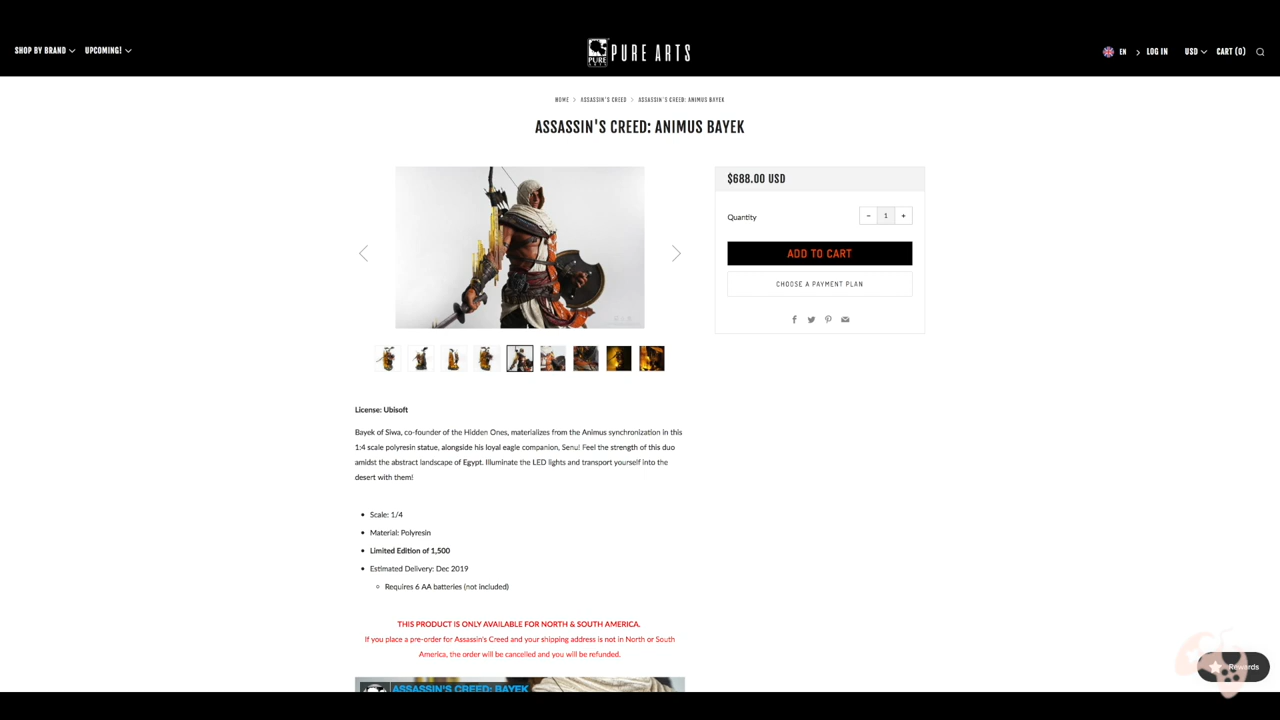 SHOP BY BRAND
UPCOMING!
PURE
ARTS
PURE ARTS
EN
LOG IN
USD
CART (0)
HOME > ASSASSIN'S CREED > ASSASSIN'S CREED: ANIMUS BAYEK
ASSASSIN'S CREED: ANIMUS BAYEK
$688.00 USD
Quantity
− 1 +
ADD TO CART
CHOOSE A PAYMENT PLAN
License: Ubisoft
Bayek of Siwa, co-founder of the Hidden Ones, materializes from the Animus synchronization in this
1:4 scale polyresin statue, alongside his loyal eagle companion, Senu! Feel the strength of this duo
amidst the abstract landscape of Egypt. Illuminate the LED lights and transport yourself into the
desert with them!
Scale: 1/4
Material: Polyresin
Limited Edition of 1,500
Estimated Delivery: Dec 2019
Requires 6 AA batteries (not included)
THIS PRODUCT IS ONLY AVAILABLE FOR NORTH & SOUTH AMERICA.
If you place a pre-order for Assassin's Creed and your shipping address is not in North or South
America, the order will be cancelled and you will be refunded.
Rewards
ASSASSIN'S CREED: BAYEK